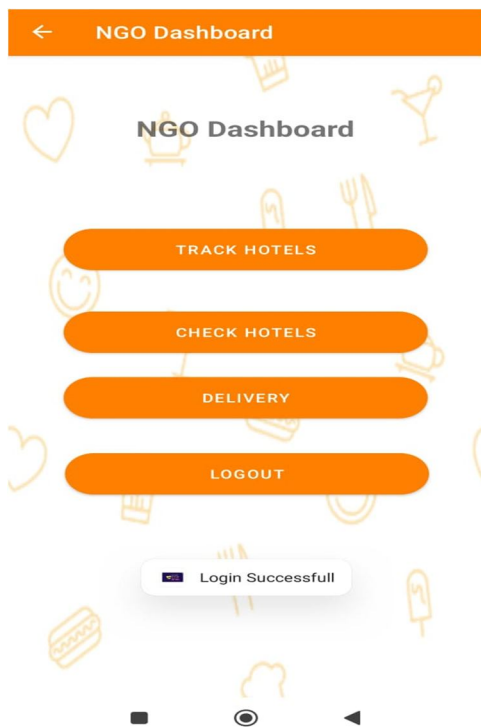 NGO Dashboard
NGO Dashboard
TRACK HOTELS
CHECK HOTELS
DELIVERY
LOGOUT
Login Successfull